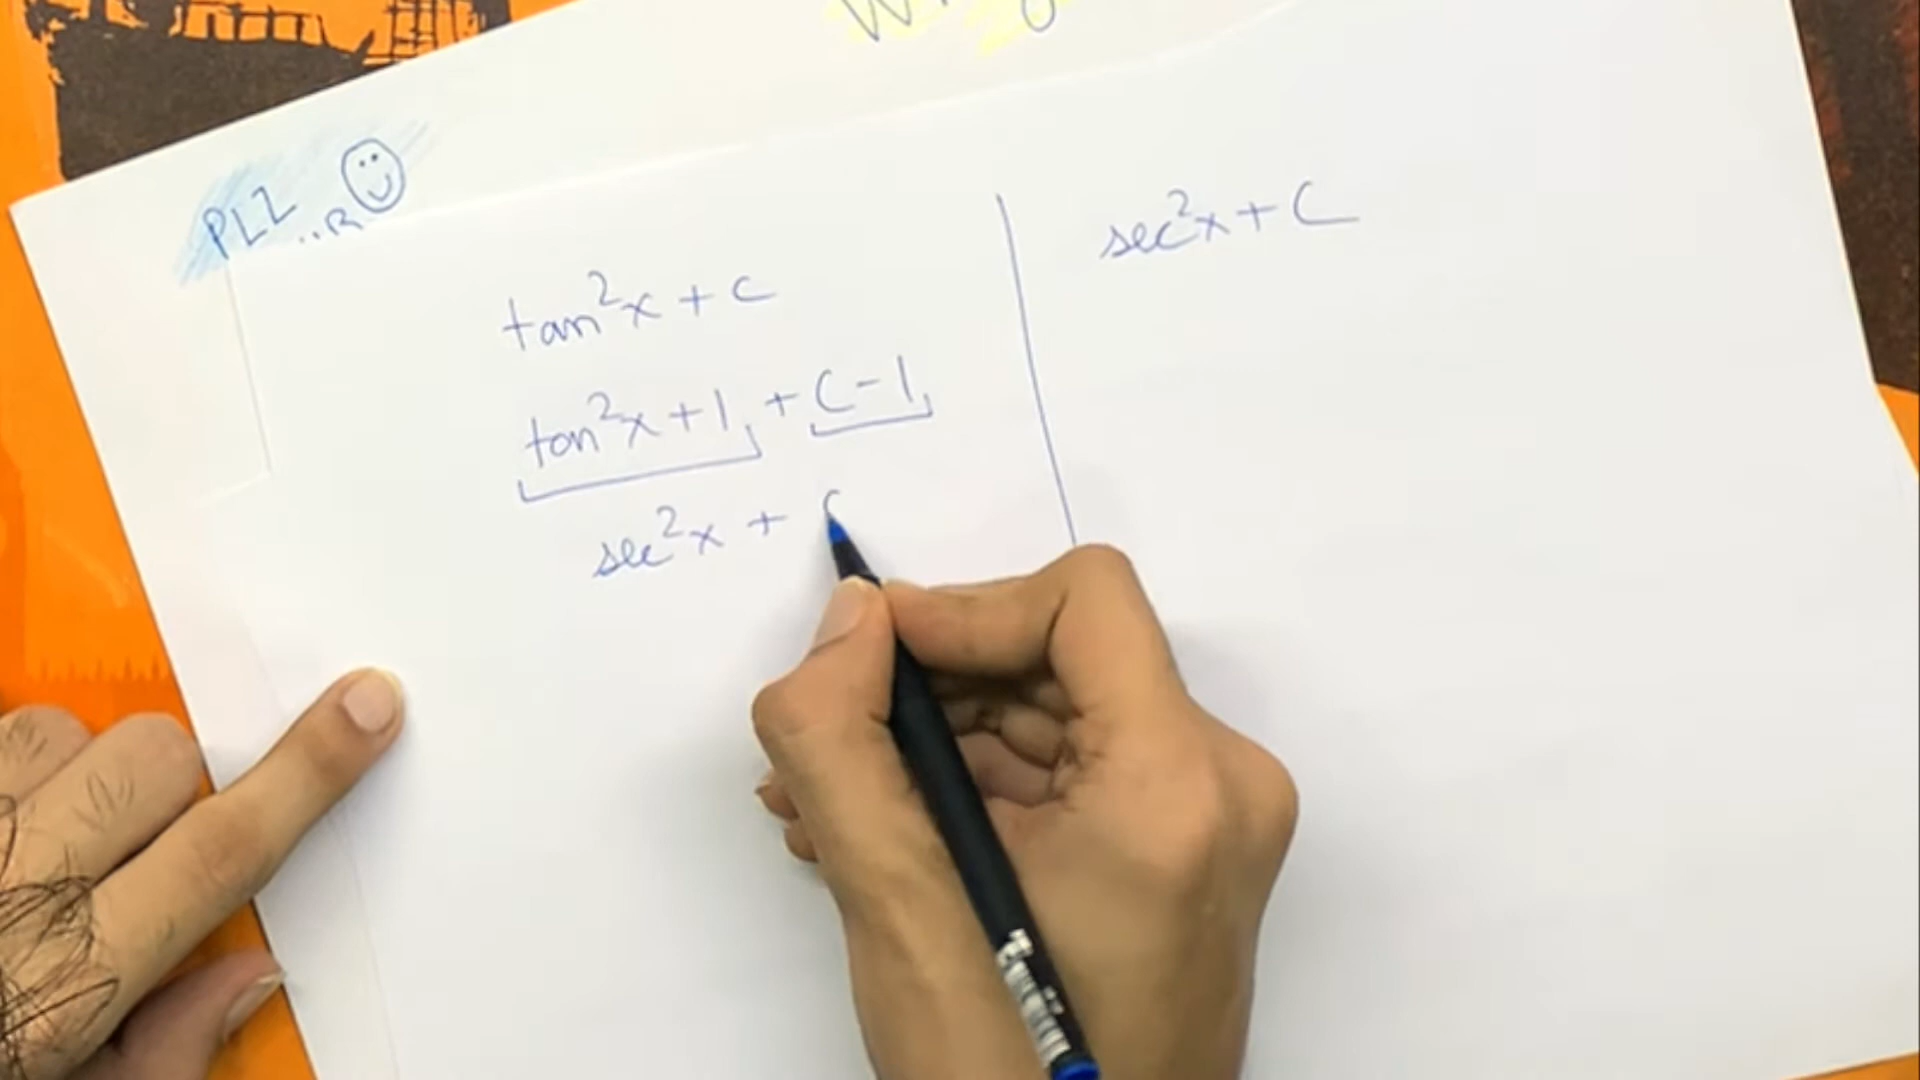 PLZ
..R
tan²x + c
tan²x + 1 + C - 1
sec²x + C
sec²x + C